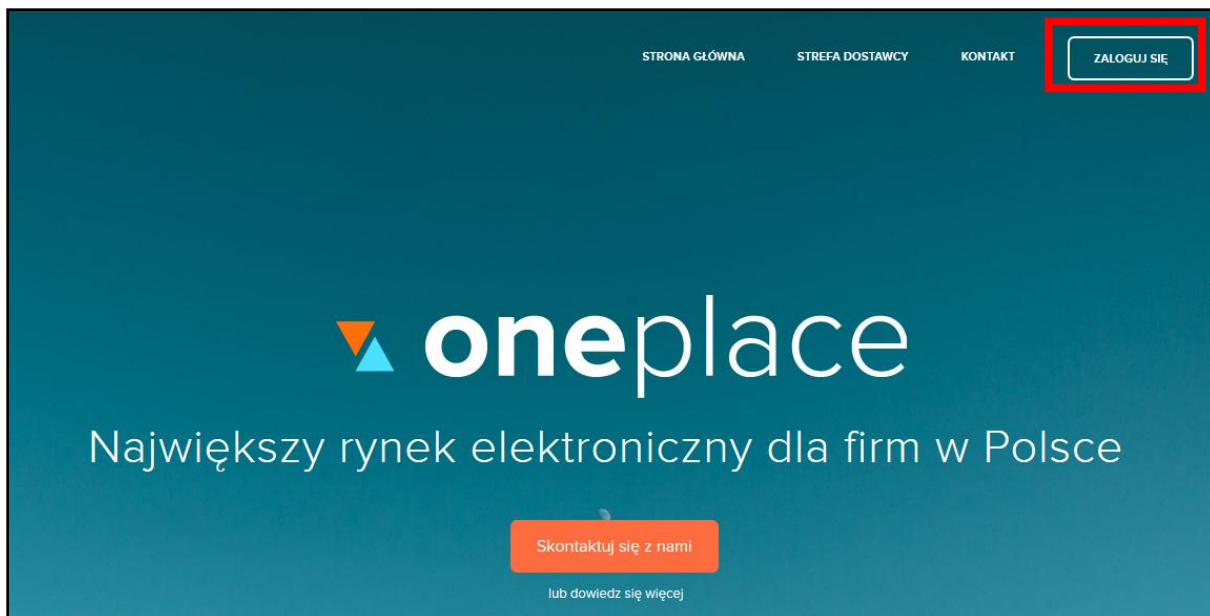 STRONA GŁÓWNA STREFA DOSTAWCY KONTAKT ZALOGUJ SIĘ
oneplace
Największy rynek elektroniczny dla firm w Polsce
Skontaktuj się z nami
lub dowiedz się więcej